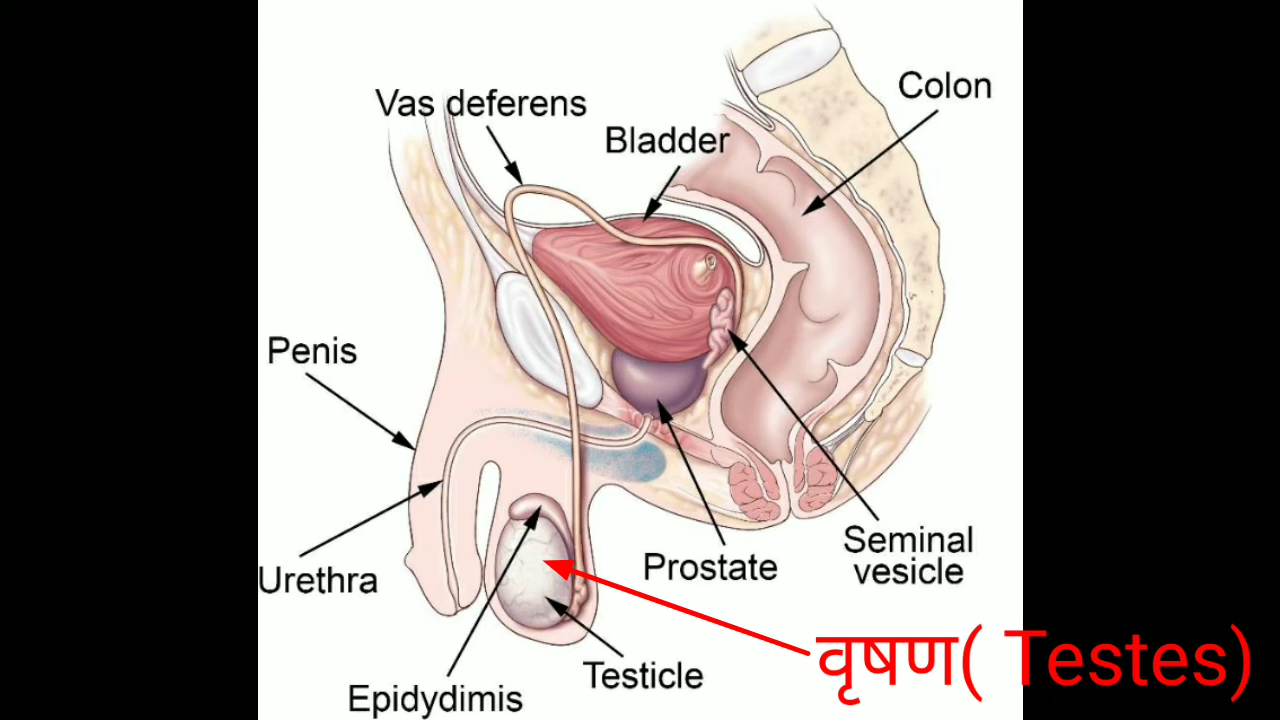 Colon
Vas deferens
Bladder
Penis
Seminal
vesicle
Prostate
Urethra
वृषण( Testes)
Testicle
Epidydimis